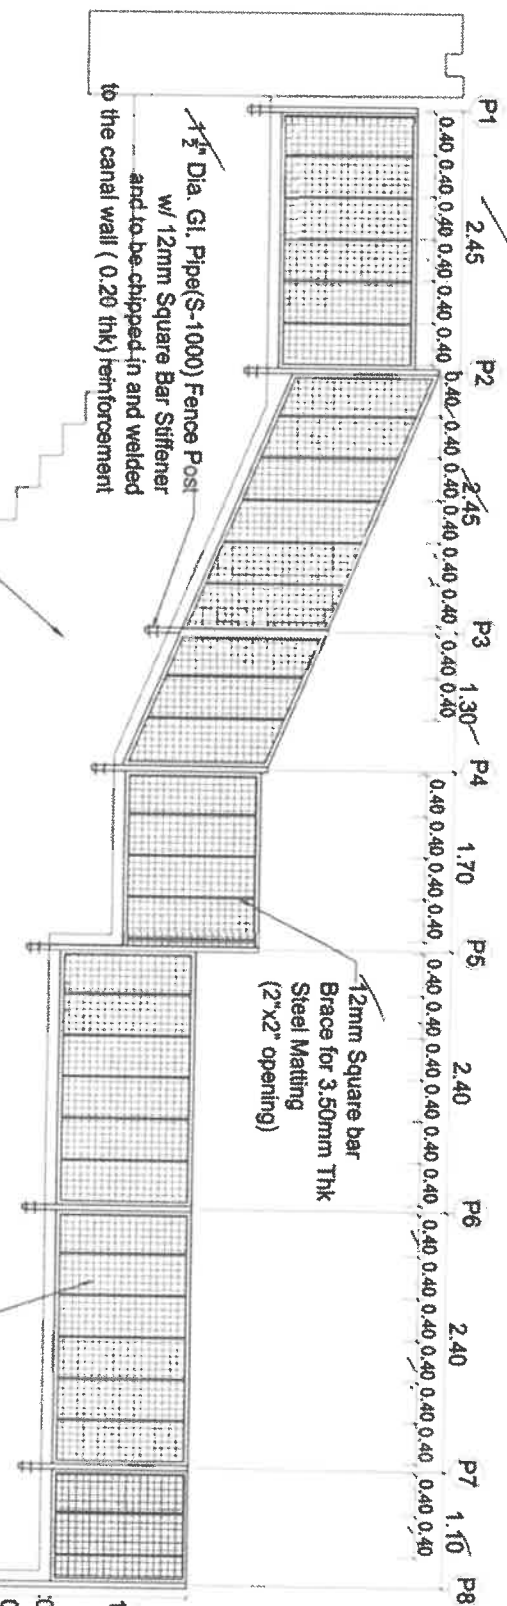 P1 P2 P3 P4 P5 P6 P7 P8
2.45 2.45 1.30 1.70 2.40 2.40 1.10
0.40 0.40 0.40 0.40 0.40 0.40 0.40 0.40 0.40 0.40 0.40 0.40 0.40 0.40 0.40
0.40 0.40 0.40 0.40 0.40 0.40 0.40 0.40 0.40 0.40 0.40 0.40 0.40 0.40 0.40 0.40 0.40 0.40
12mm Square bar
Brace for 3.50mm Thk
Steel Matting
(2"x2" opening)
1½" Dia. GI, Pipe(S-1000) Fence Post
w/ 12mm Square Bar Stiffener
and to be chipped in and welded
to the canal wall ( 0.20 thk) reinforcement